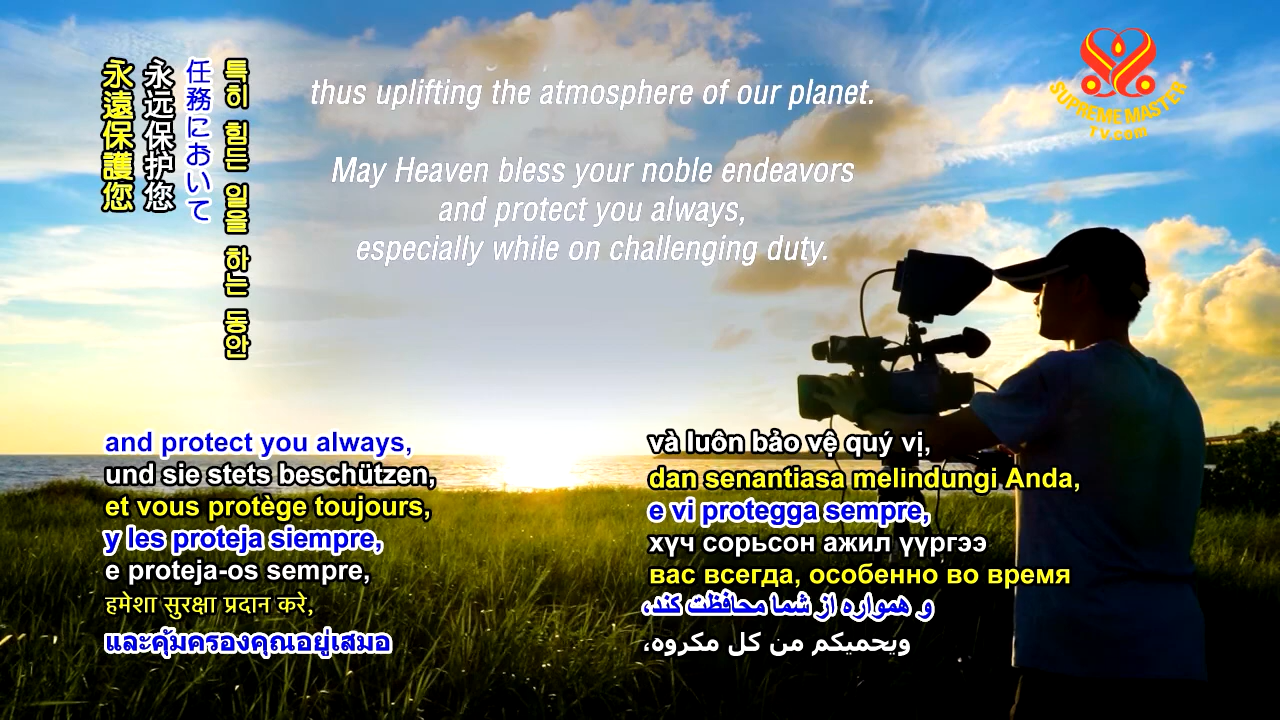 永遠保護您
永远保护您
任務において
특히 힘든 일을 하는 동안
thus uplifting the atmosphere of our planet.
May Heaven bless your noble endeavors
and protect you always,
especially while on challenging duty.
SUPREME MASTER
TV.com
and protect you always,
und sie stets beschützen,
et vous protège toujours,
y les proteja siempre,
e proteja-os sempre,
हमेशा सुरक्षा प्रदान करे,
และคุ้มครองคุณอยู่เสมอ
và luôn bảo vệ quý vị,
dan senantiasa melindungi Anda,
e vi protegga sempre,
хүч сорьсон ажил үүргээ
вас всегда, особенно во время
و همواره از شما محافظت کند،
ويحميكم من كل مكروه،